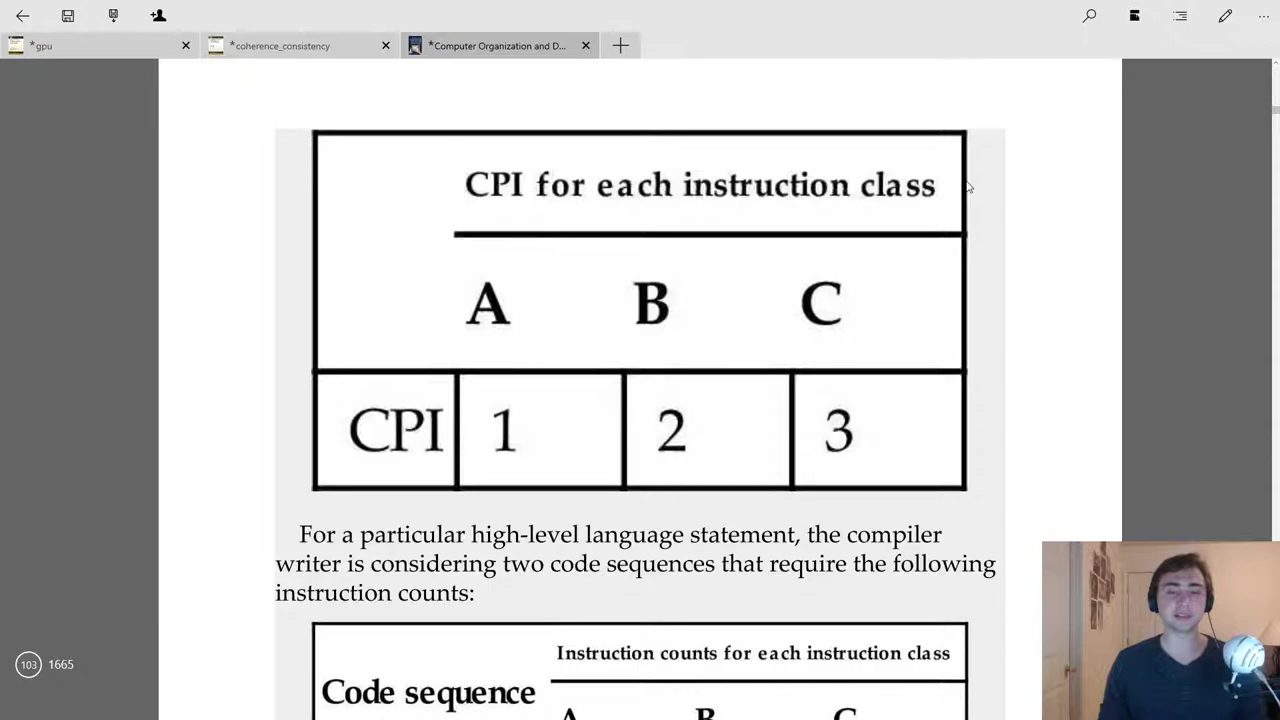 *gpu
*coherence_consistency
*Computer Organization and D...
CPI for each instruction class
A B C
CPI 1 2 3
For a particular high-level language statement, the compiler
writer is considering two code sequences that require the following
instruction counts:
Instruction counts for each instruction class
Code sequence
A B C
103 1665